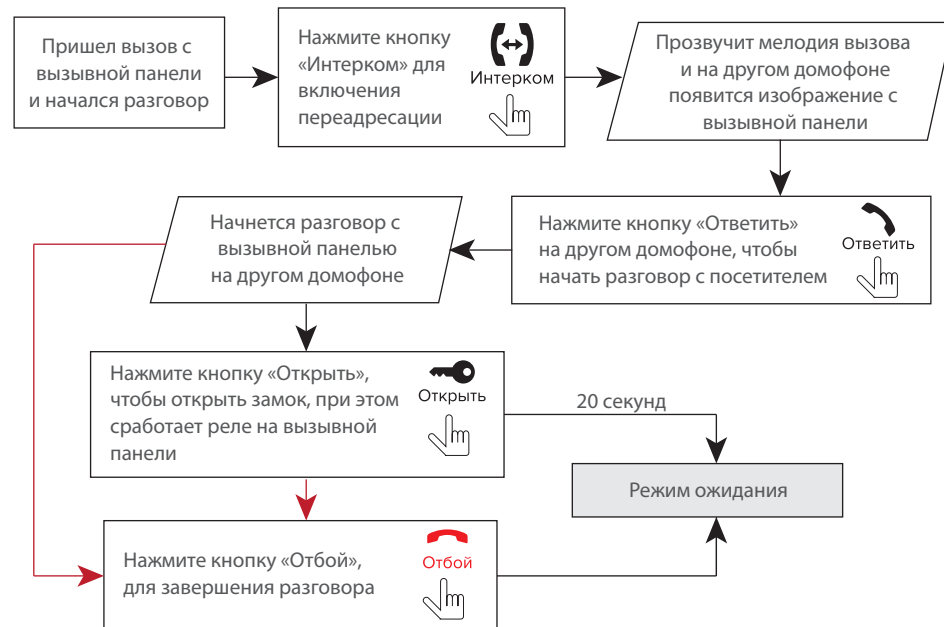 Пришел вызов с
вызывной панели
и начался разговор
Нажмите кнопку
«Интерком» для
включения
переадресации
Интерком
Прозвучит мелодия вызова
и на другом домофоне
появится изображение с
вызывной панели
Нажмите кнопку «Ответить»
на другом домофоне, чтобы
начать разговор с посетителем
Ответить
Начнется разговор с
вызывной панелью
на другом домофоне
Нажмите кнопку «Открыть»,
чтобы открыть замок, при этом
сработает реле на вызывной
панели
Открыть
20 секунд
Режим ожидания
Нажмите кнопку «Отбой»,
для завершения разговора
Отбой